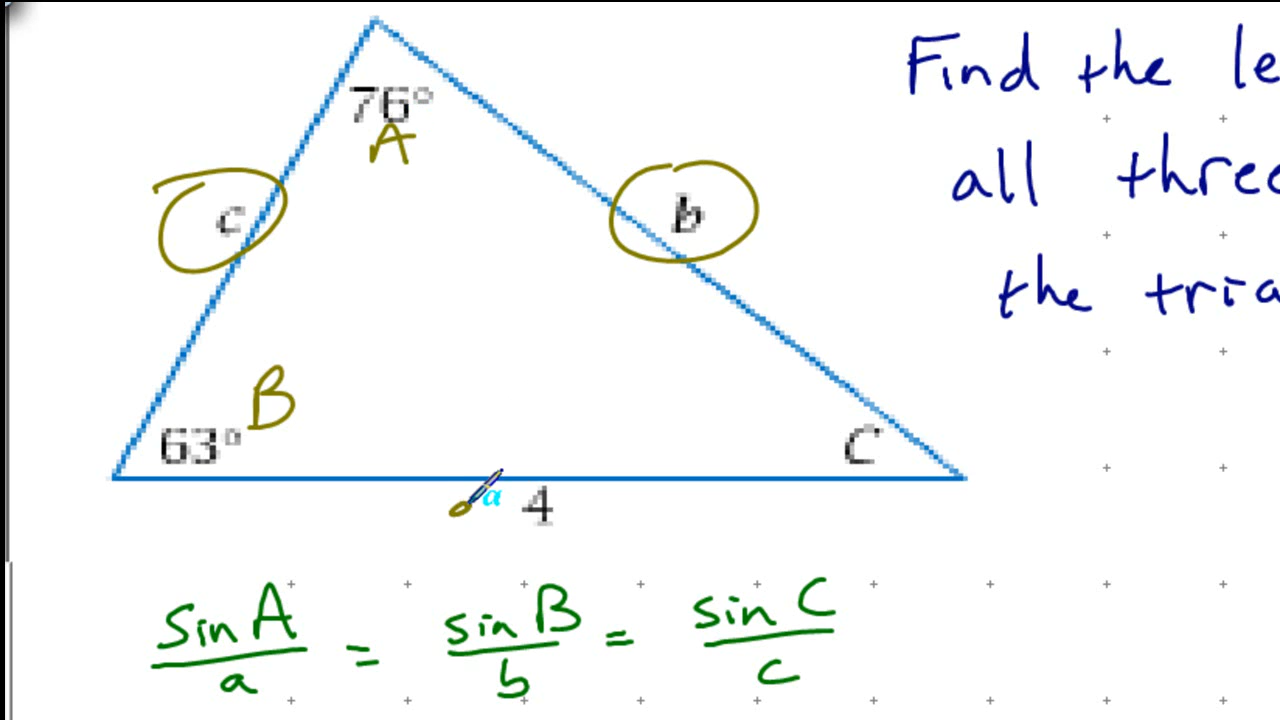 Find the le
76°
A
all three
c
b
the tria
B
63°
C
a 4
sin A / a = sin B / b = sin C / c